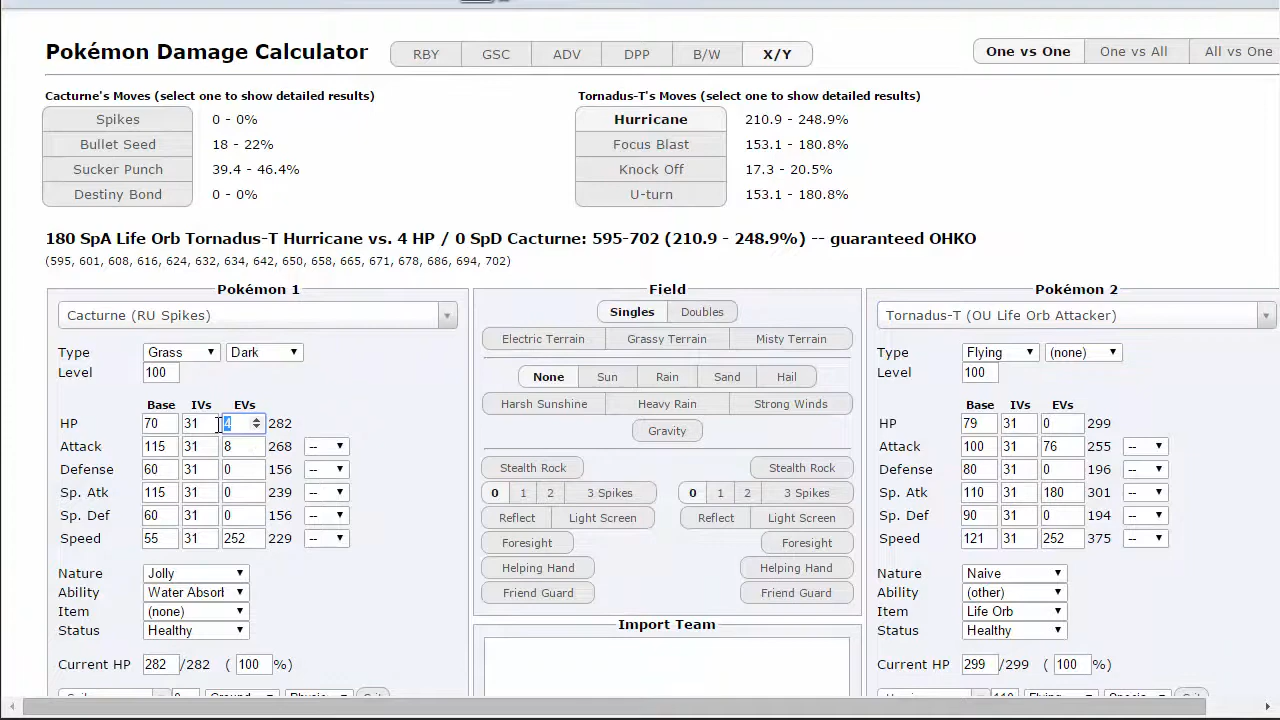 Pokémon Damage Calculator RBY GSC ADV DPP B/W X/Y One vs One One vs All All vs One
Cacturne's Moves (select one to show detailed results) Tornadus-T's Moves (select one to show detailed results)
Spikes 0 - 0% Hurricane 210.9 - 248.9%
Bullet Seed 18 - 22% Focus Blast 153.1 - 180.8%
Sucker Punch 39.4 - 46.4% Knock Off 17.3 - 20.5%
Destiny Bond 0 - 0% U-turn 153.1 - 180.8%
180 SpA Life Orb Tornadus-T Hurricane vs. 4 HP / 0 SpD Cacturne: 595-702 (210.9 - 248.9%) -- guaranteed OHKO
(595, 601, 608, 616, 624, 632, 634, 642, 650, 658, 665, 671, 678, 686, 694, 702)
Pokémon 1
Cacturne (RU Spikes)
Type Grass Dark
Level 100
Base IVs EVs
HP 70 31 4 282
Attack 115 31 8 268 --
Defense 60 31 0 156 --
Sp. Atk 115 31 0 239 --
Sp. Def 60 31 0 156 --
Speed 55 31 252 229 --
Nature Jolly
Ability Water Absorb
Item (none)
Status Healthy
Current HP 282 /282 ( 100 %)
Field
Singles Doubles
Electric Terrain Grassy Terrain Misty Terrain
None Sun Rain Sand Hail
Harsh Sunshine Heavy Rain Strong Winds
Gravity
Stealth Rock Stealth Rock
0 1 2 3 Spikes 0 1 2 3 Spikes
Reflect Light Screen Reflect Light Screen
Foresight Foresight
Helping Hand Helping Hand
Friend Guard Friend Guard
Import Team
Pokémon 2
Tornadus-T (OU Life Orb Attacker)
Type Flying (none)
Level 100
Base IVs EVs
HP 79 31 0 299
Attack 100 31 76 255 --
Defense 80 31 0 196 --
Sp. Atk 110 31 180 301 --
Sp. Def 90 31 0 194 --
Speed 121 31 252 375 --
Nature Naive
Ability (other)
Item Life Orb
Status Healthy
Current HP 299 /299 ( 100 %)